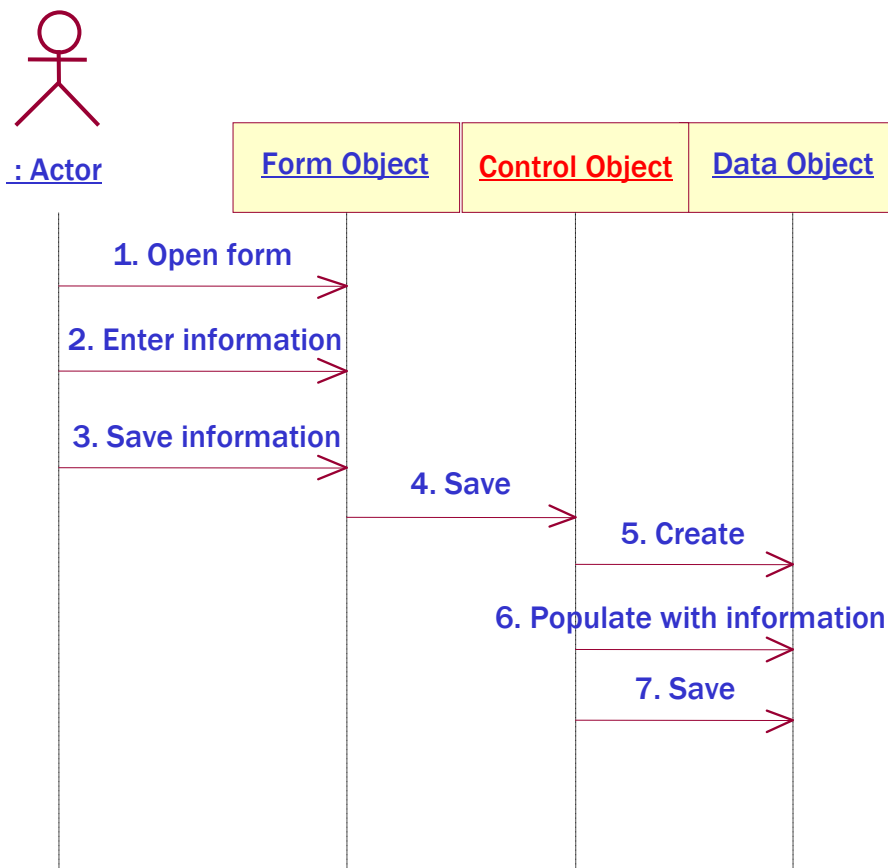 : Actor
Form Object
Control Object
Data Object
1. Open form
2. Enter information
3. Save information
4. Save
5. Create
6. Populate with information
7. Save